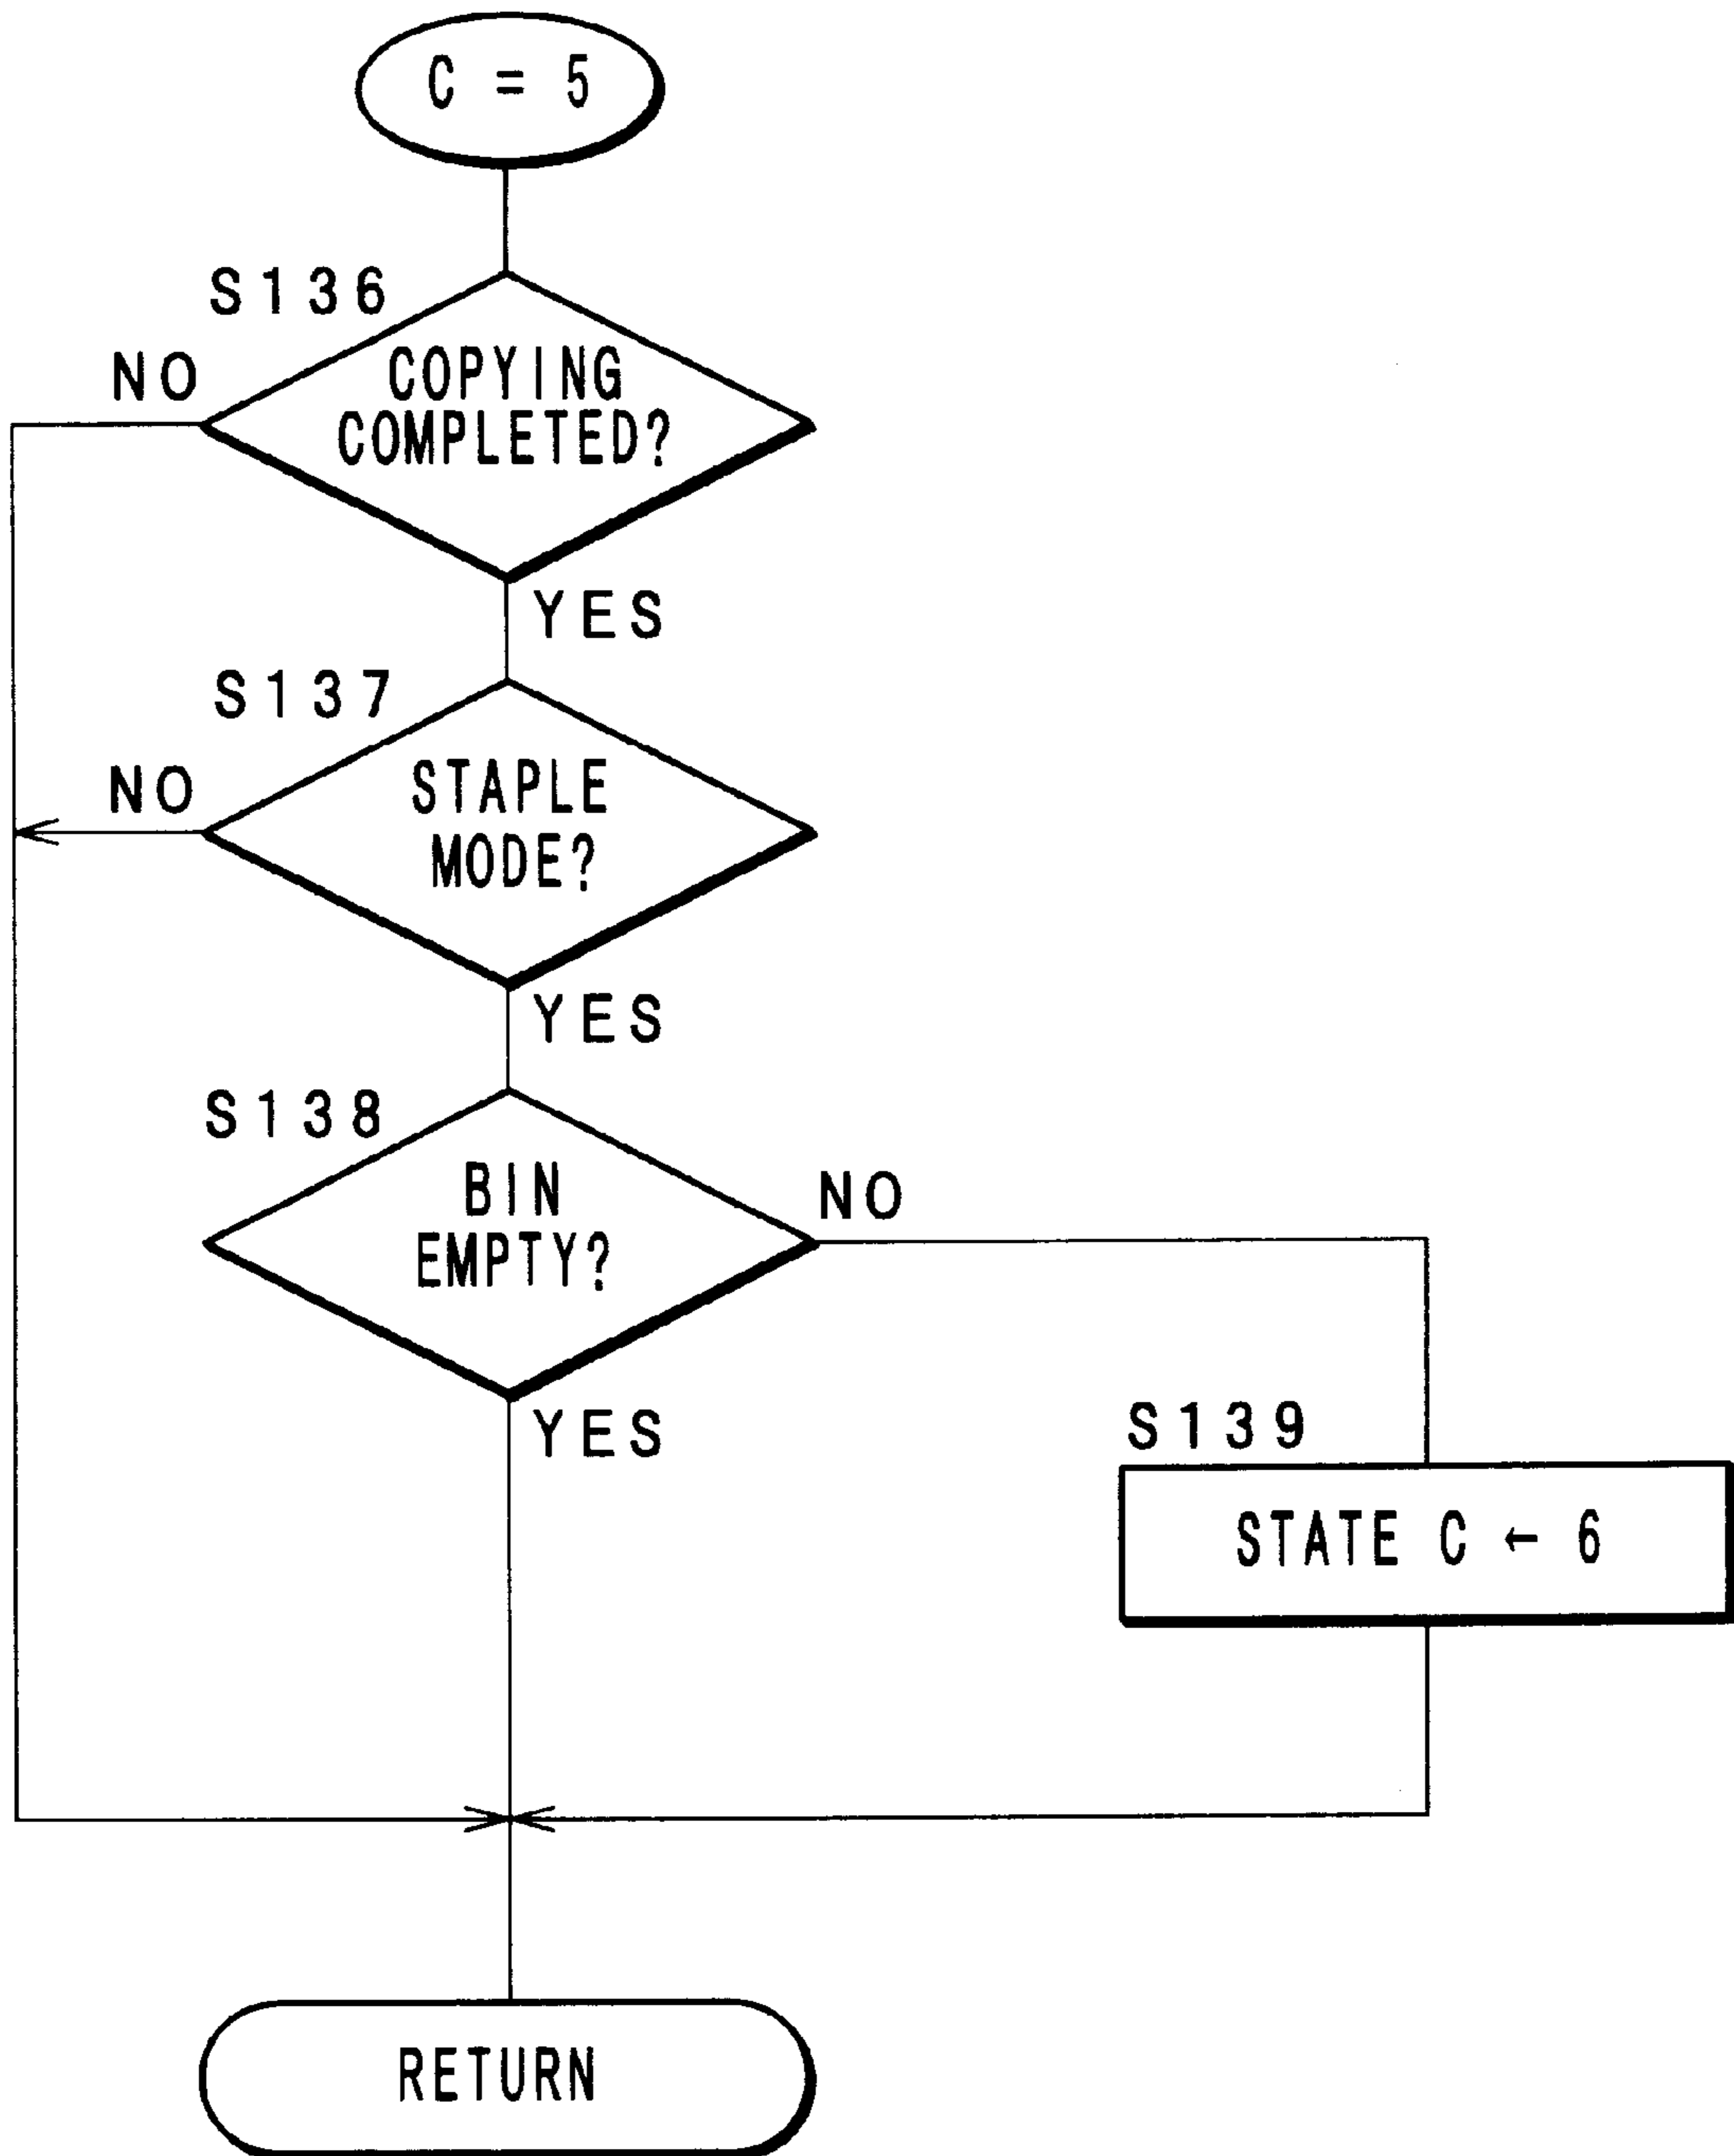 C = 5
S136
NO
COPYING
COMPLETED?
YES
S137
NO
STAPLE
MODE?
YES
S138
BIN
EMPTY?
NO
YES
S139
STATE C ← 6
RETURN